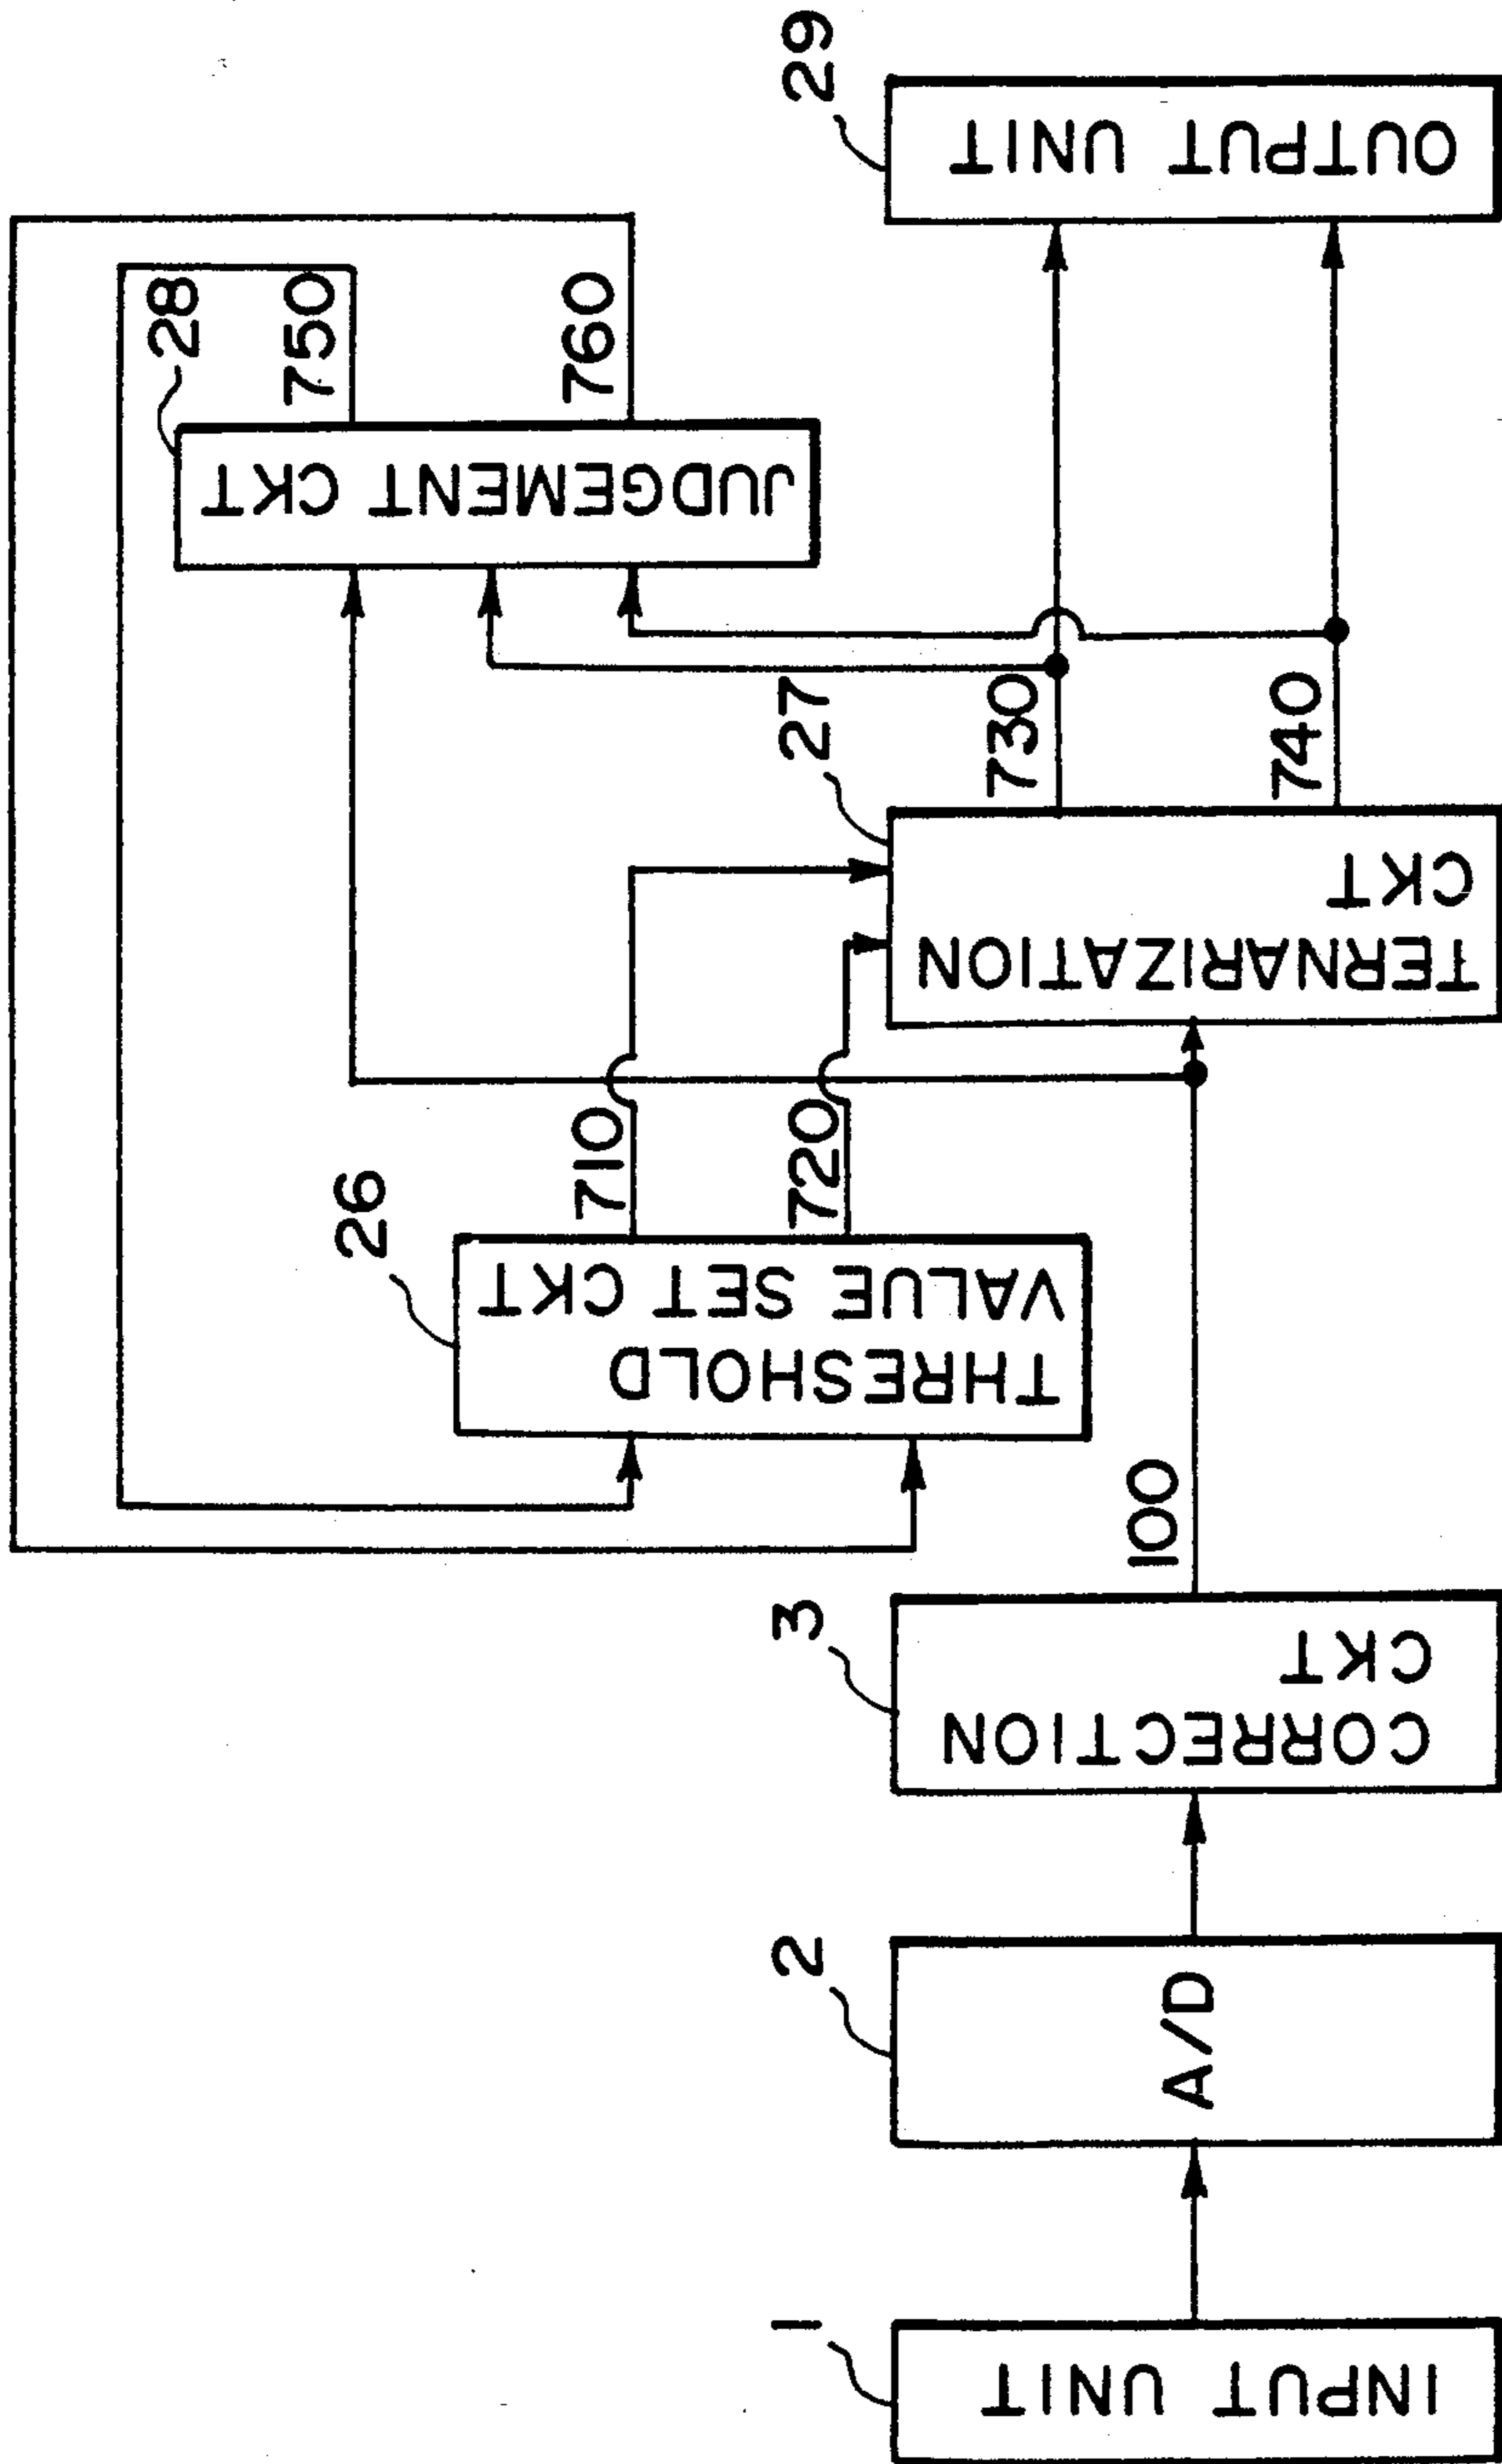 1
INPUT UNIT
2
A/D
3
CORRECTION
CKT
100
26
THRESHOLD
VALUE SET CKT
710
720
27
TERNARIZATION
CKT
730
740
28
JUDGEMENT CKT
750
760
29
OUTPUT UNIT